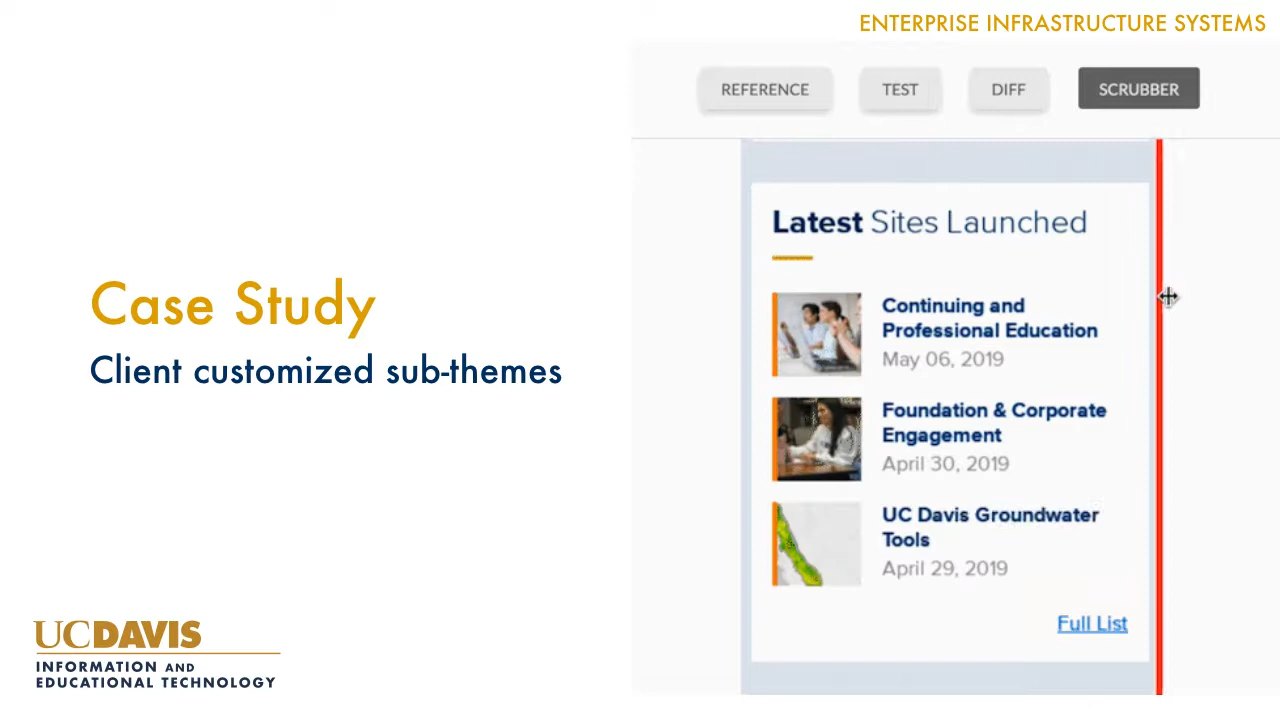 ENTERPRISE INFRASTRUCTURE SYSTEMS
REFERENCE
TEST
DIFF
SCRUBBER
Latest Sites Launched
Continuing and
Professional Education
May 06, 2019
Foundation & Corporate
Engagement
April 30, 2019
UC Davis Groundwater
Tools
April 29, 2019
Full List
Case Study
Client customized sub-themes
UCDAVIS
INFORMATION AND
EDUCATIONAL TECHNOLOGY